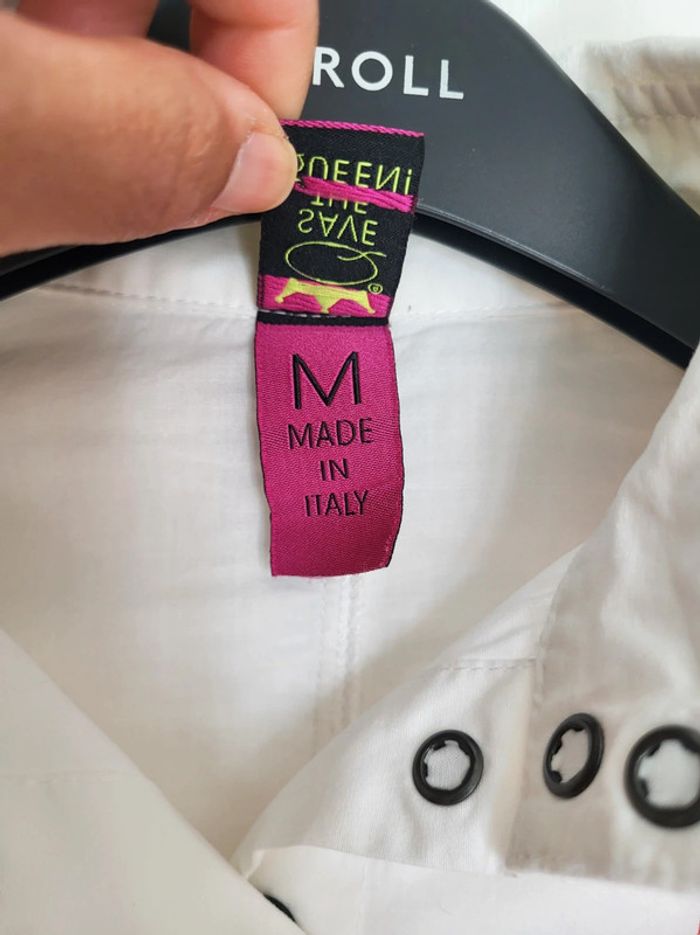 ROLL
SAVE
THE
QUEEN!
®
M
MADE
IN
ITALY